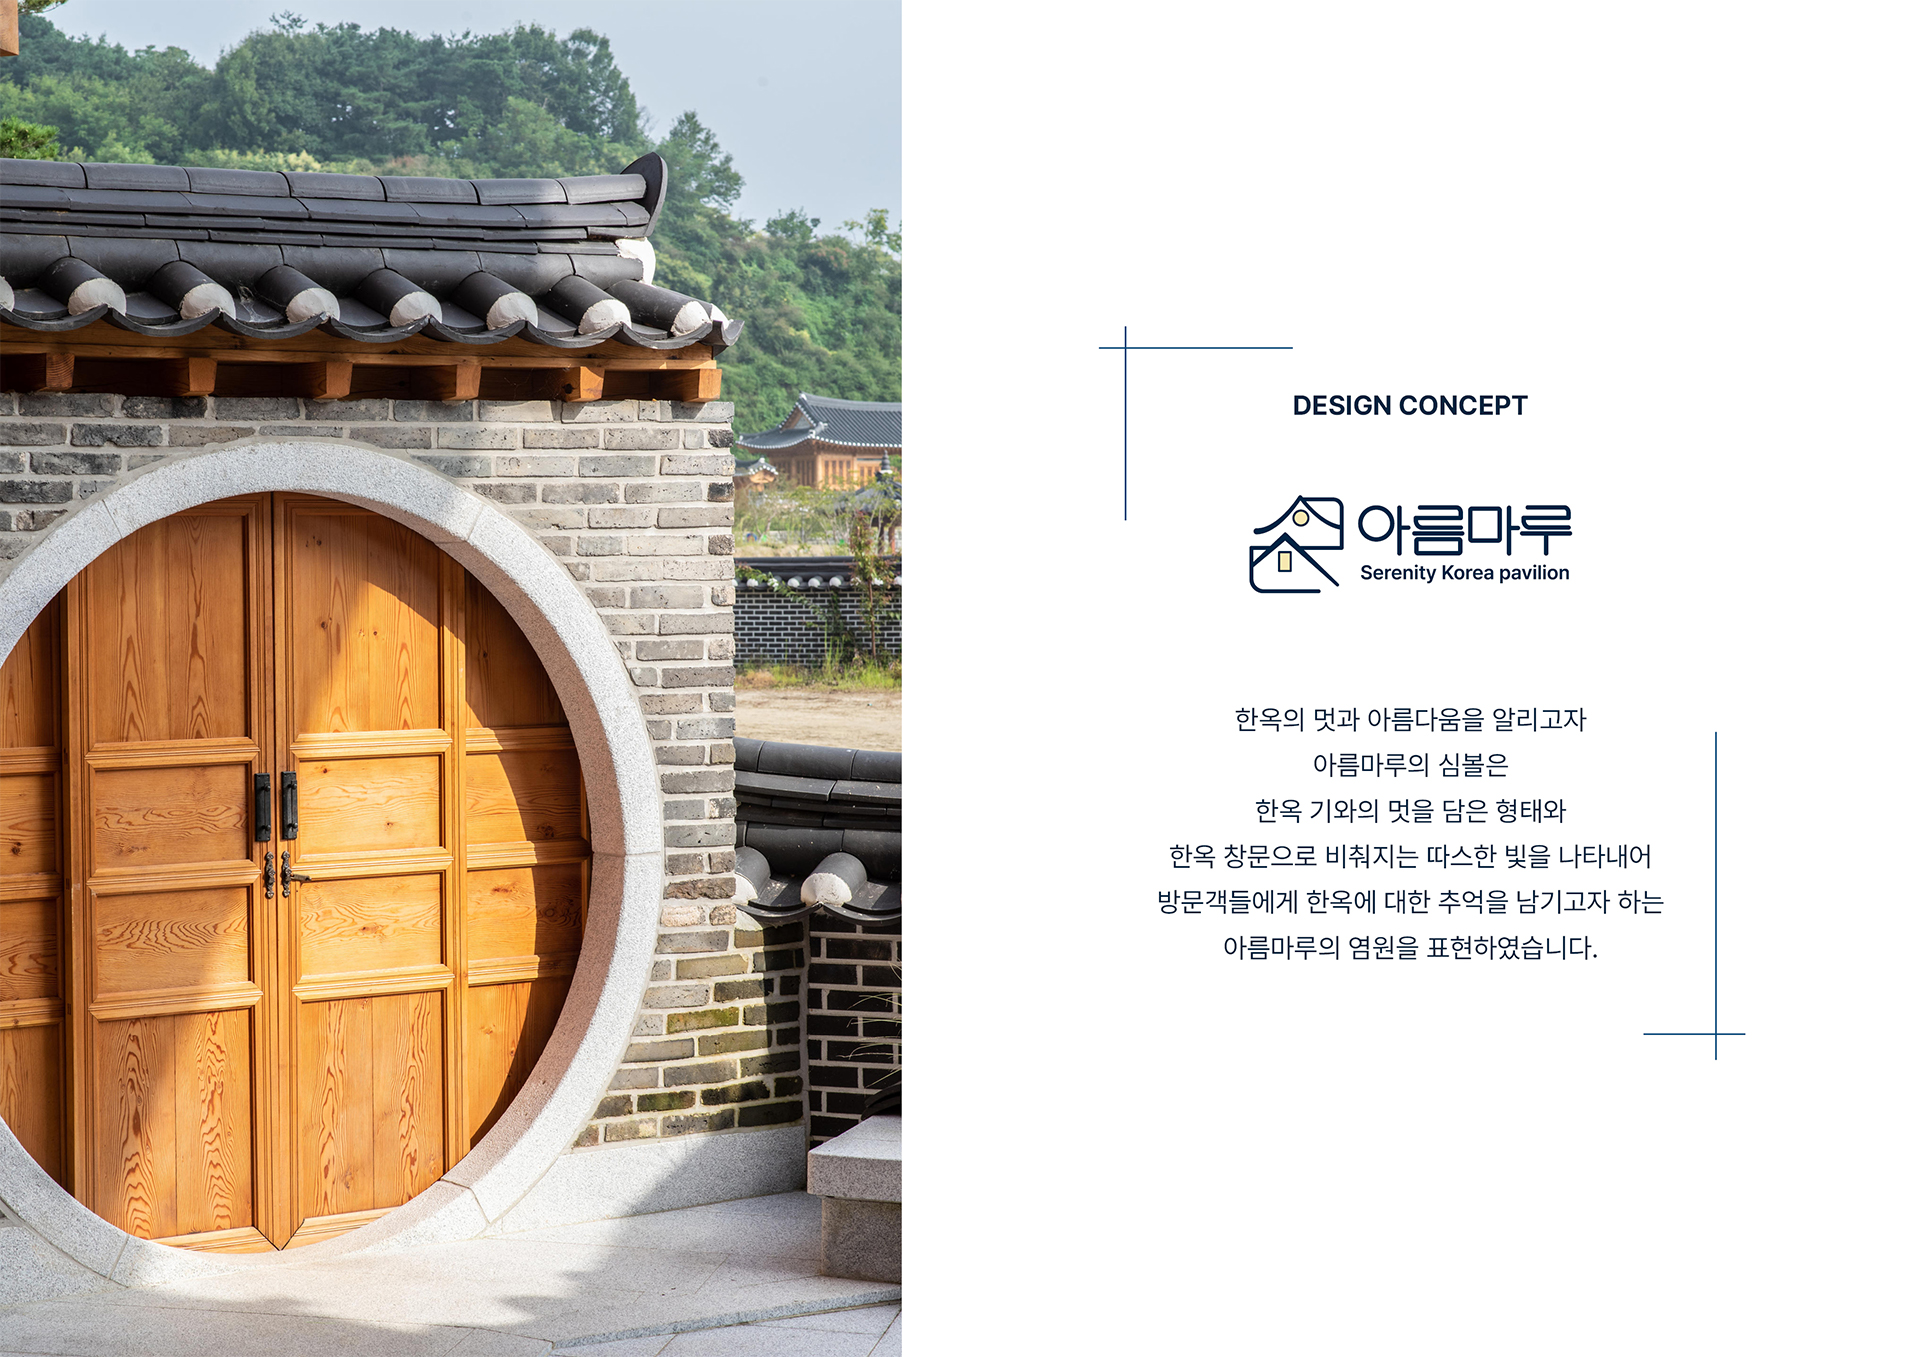 DESIGN CONCEPT
아름마루
Serenity Korea pavilion
한옥의 멋과 아름다움을 알리고자
아름마루의 심볼은
한옥 기와의 멋을 담은 형태와
한옥 창문으로 비춰지는 따스한 빛을 나타내어
방문객들에게 한옥에 대한 추억을 남기고자 하는
아름마루의 염원을 표현하였습니다.